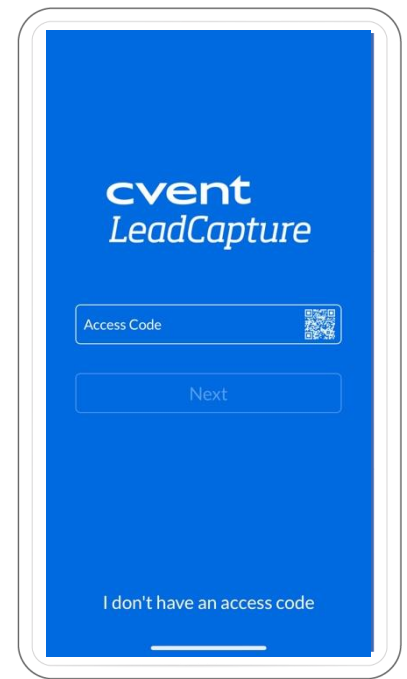 cvent
LeadCapture
Access Code
Next
I don't have an access code